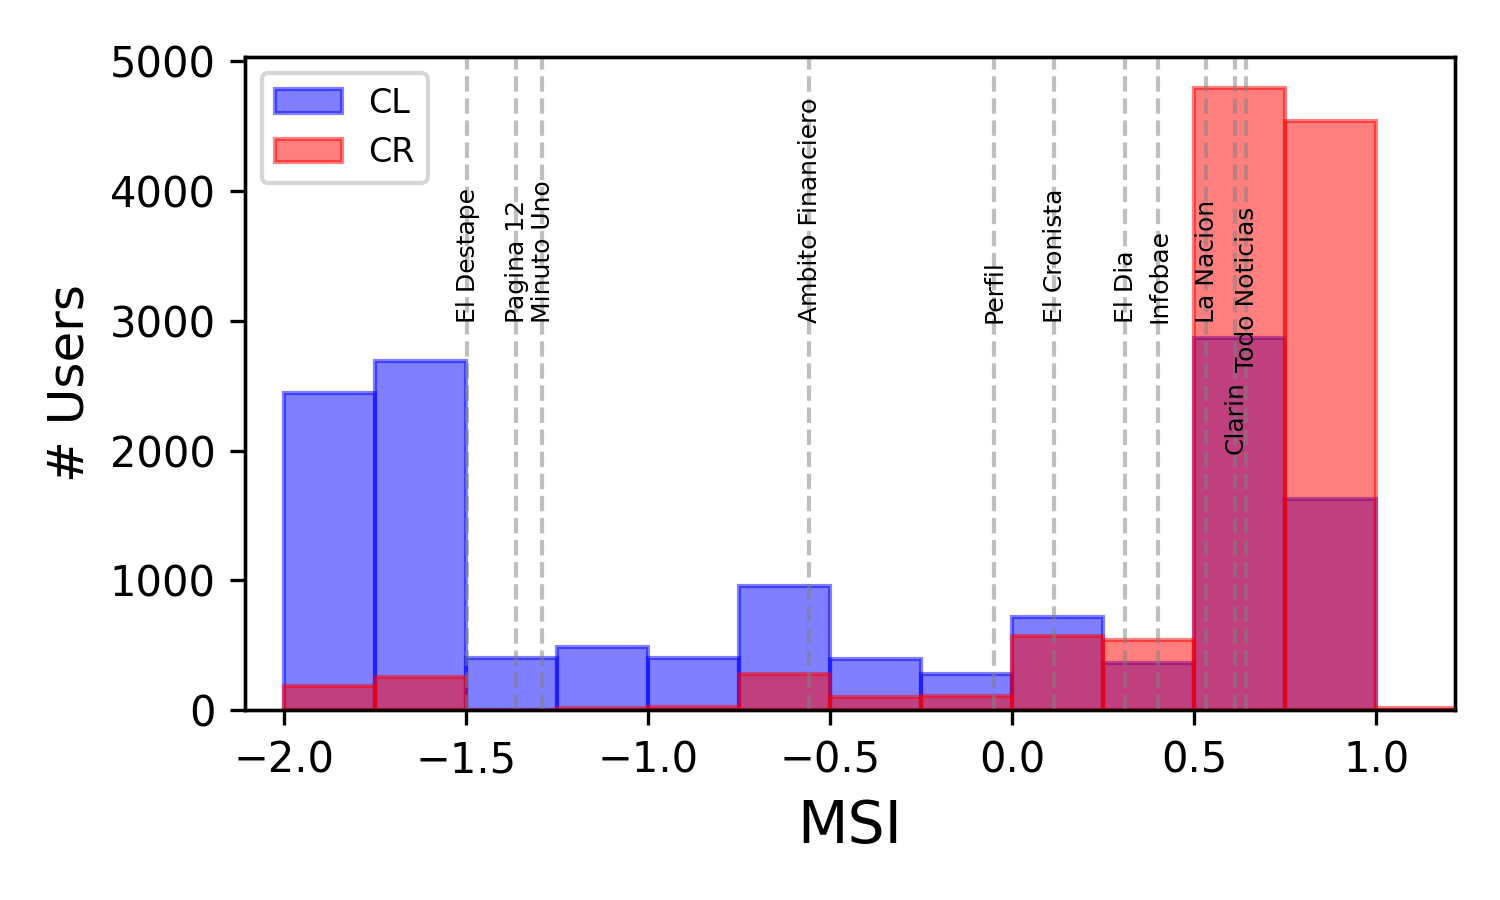 5000
4000
3000
2000
1000
0
# Users
CL
CR
El Destape
Pagina 12
Minuto Uno
Ambito Financiero
Perfil
El Cronista
El Dia
Infobae
La Nacion
Clarin
Todo Noticias
−2.0
−1.5
−1.0
−0.5
0.0
0.5
1.0
MSI